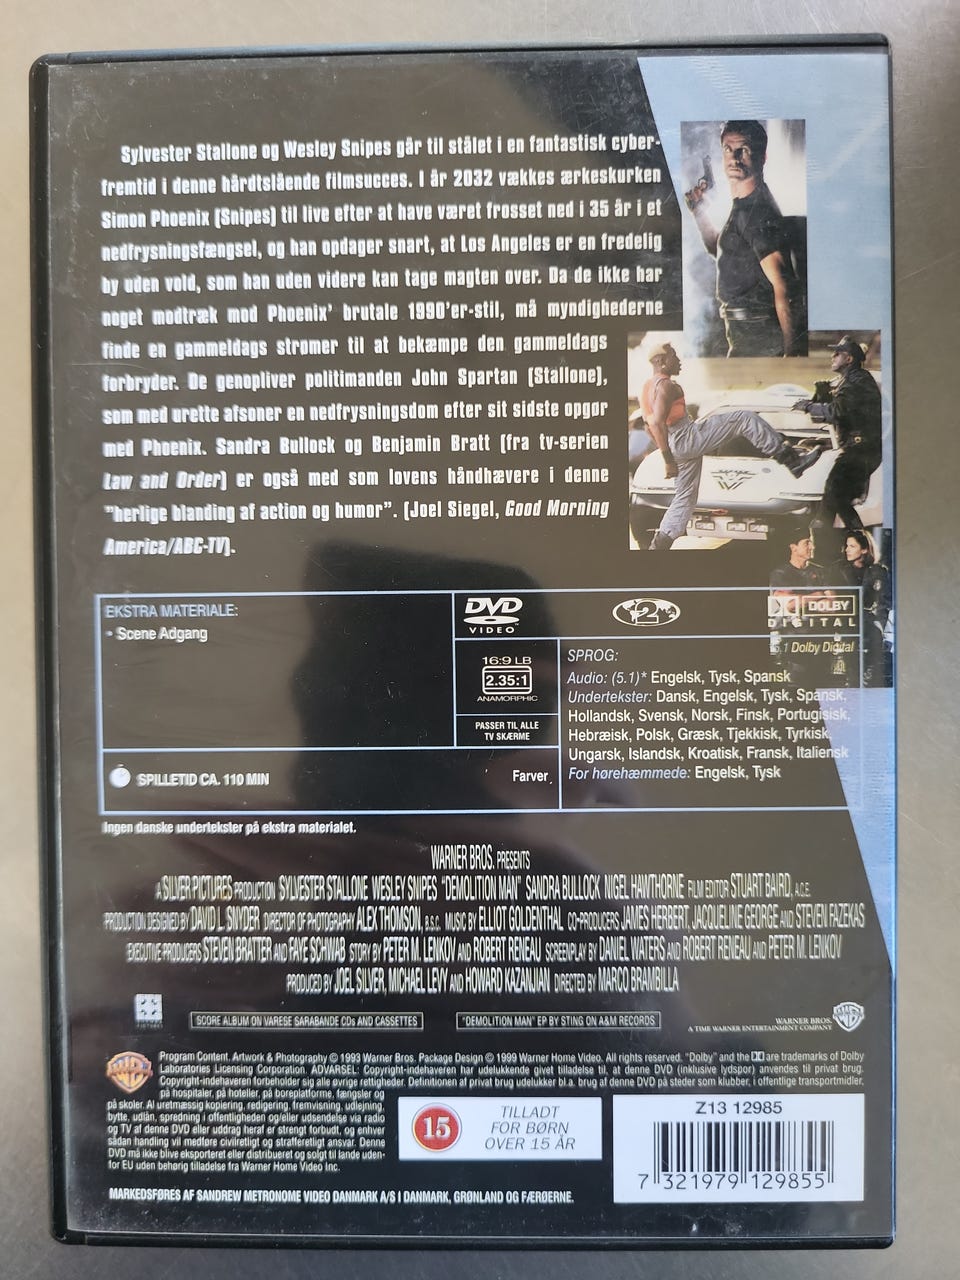 Sylvester Stallone og Wesley Snipes går til stålet i en fantastisk cyber-
fremtid i denne hårdtslående filmsucces. I år 2032 vækkes ærkeskurken
Simon Phoenix (Snipes) til live efter at have været frosset ned i 35 år i et
nedfrysningsfængsel, og han opdager snart, at Los Angeles er en fredelig
by uden vold, som han uden videre kan tage magten over. Da de ikke har
noget modtræk mod Phoenix' brutale 1990'er-stil, må myndighederne
finde en gammeldags strømer til at bekæmpe den gammeldags
forbryder. De genopliver politimanden John Spartan (Stallone),
som med urette afsoner en nedfrysningsdom efter sit sidste opgør
med Phoenix. Sandra Bullock og Benjamin Bratt (fra tv-serien
Law and Order) er også med som lovens håndhævere i denne
"herlige blanding af action og humor". (Joel Siegel, Good Morning
America/ABC-TV).
EKSTRA MATERIALE:
• Scene Adgang
DVD
VIDEO
2
DOLBY
DIGITAL
5.1 Dolby Digital
16:9 LB
2.35:1
ANAMORPHIC
PASSER TIL ALLE
TV SKÆRME
SPROG:
Audio: (5.1)* Engelsk, Tysk, Spansk
Undertekster: Dansk, Engelsk, Tysk, Spansk,
Hollandsk, Svensk, Norsk, Finsk, Portugisisk,
Hebræisk, Polsk, Græsk, Tjekkisk, Tyrkisk,
Ungarsk, Islandsk, Kroatisk, Fransk, Italiensk
For hørehæmmede: Engelsk, Tysk
SPILLETID CA. 110 MIN
Farver
Ingen danske undertekster på ekstra materialet.
WARNER BROS. PRESENTS
A SILVER PICTURES PRODUCTION SYLVESTER STALLONE WESLEY SNIPES "DEMOLITION MAN" SANDRA BULLOCK NIGEL HAWTHORNE FILM EDITOR STUART BAIRD, A.C.E.
PRODUCTION DESIGNED BY DAVID L. SNYDER DIRECTOR OF PHOTOGRAPHY ALEX THOMSON, B.S.C. MUSIC BY ELLIOT GOLDENTHAL CO-PRODUCERS JAMES HERBERT, JACQUELINE GEORGE AND STEVEN FAZEKAS
EXECUTIVE PRODUCERS STEVEN BRATTER AND FAYE SCHWAB STORY BY PETER M. LENKOV AND ROBERT RENEAU SCREENPLAY BY DANIEL WATERS AND ROBERT RENEAU AND PETER M. LENKOV
PRODUCED BY JOEL SILVER, MICHAEL LEVY AND HOWARD KAZANJIAN DIRECTED BY MARCO BRAMBILLA
SCORE ALBUM ON VARESE SARABANDE CDs AND CASSETTES
"DEMOLITION MAN" EP BY STING ON A&M RECORDS
WARNER BROS.
A TIME WARNER ENTERTAINMENT COMPANY
Program Content. Artwork & Photography © 1993 Warner Bros. Package Design © 1999 Warner Home Video. All rights reserved. "Dolby" and the DD are trademarks of Dolby
Laboratories Licensing Corporation. ADVARSEL: Copyright-indehaveren har udelukkende givet tilladelse til, at denne DVD (inklusive lydspor) anvendes til privat brug.
Copyright-indehaveren forbeholder sig alle øvrige rettigheder. Definitionen af privat brug udelukker bl.a. brug af denne DVD på steder som klubber, i offentlige transportmidler,
på hospitaler, på hoteller, på boreplatforme, fængsler og
på skoler. Al uretmæssig kopiering, redigering, fremvisning, udlejning,
bytte, udlån, spredning i offentligheden og/eller udsendelse via radio
og TV af denne DVD eller uddrag heraf er strengt forbudt, og enhver
sådan handling vil medføre civilretligt og strafferetligt ansvar. Denne
DVD må ikke blive eksporteret eller distribueret og solgt til lande uden-
for EU uden behørig tilladelse fra Warner Home Video Inc.
15
TILLADT
FOR BØRN
OVER 15 ÅR
Z13 12985
7 321979 129855
MARKEDSFØRES AF SANDREW METRONOME VIDEO DANMARK A/S I DANMARK, GRØNLAND OG FÆRØERNE.